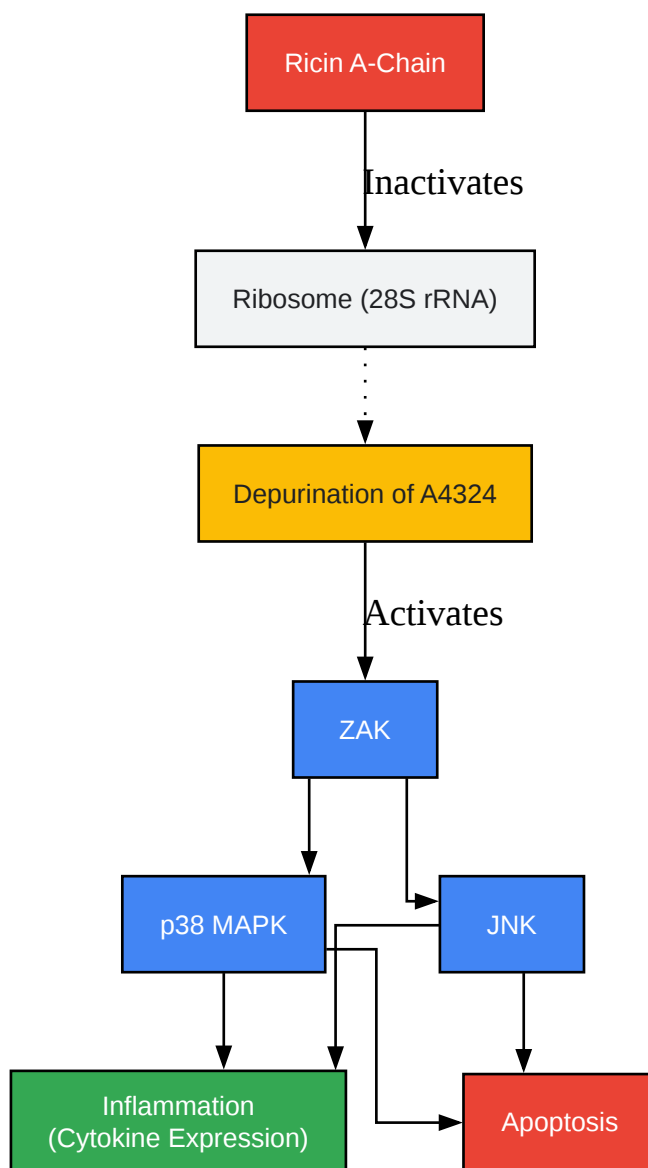 Ricin A-Chain
Inactivates
Ribosome (28S rRNA)
Depurination of A4324
Activates
ZAK
p38 MAPK
JNK
Inflammation
(Cytokine Expression)
Apoptosis